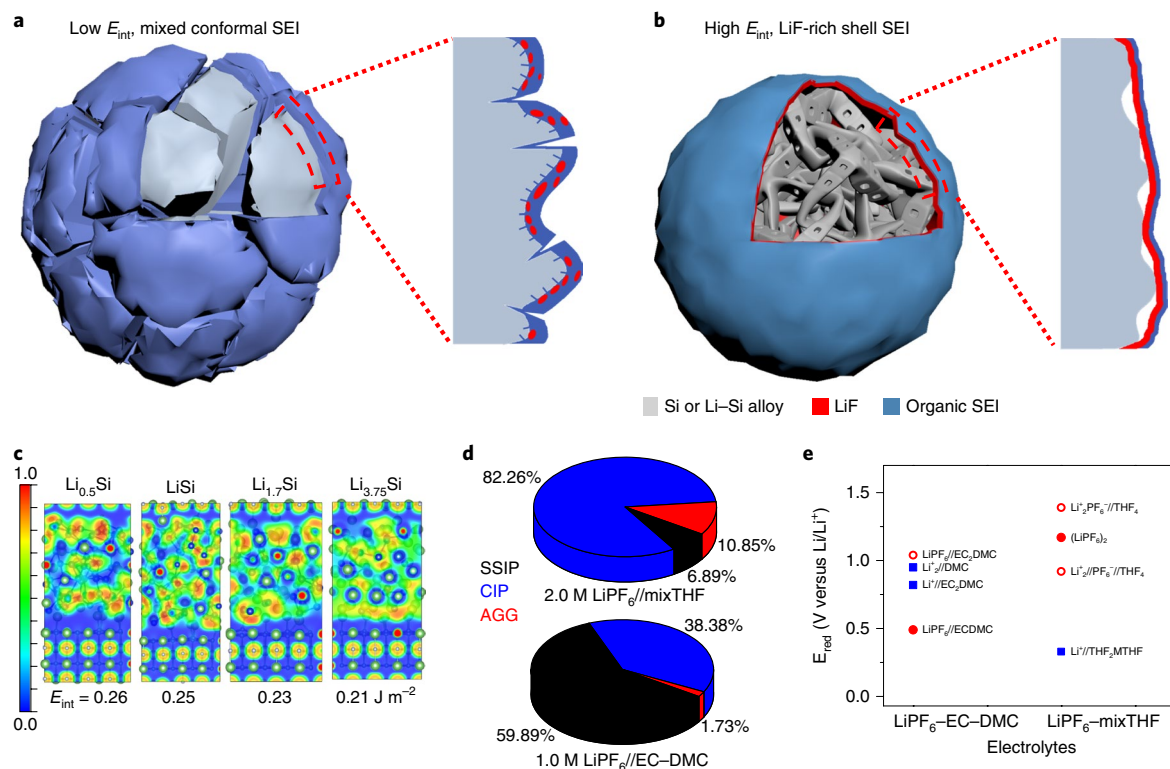 a
Low E_int, mixed conformal SEI
b
High E_int, LiF-rich shell SEI
Si or Li–Si alloy
LiF
Organic SEI
c
1.0
0.0
Li0.5Si
LiSi
Li1.7Si
Li3.75Si
E_int = 0.26
0.25
0.23
0.21 J m−2
d
82.26%
10.85%
6.89%
2.0 M LiPF6//mixTHF
SSIP
CIP
AGG
38.38%
1.73%
59.89%
1.0 M LiPF6//EC–DMC
e
E_red (V versus Li/Li+)
1.5
1.0
0.5
0.0
LiPF6//EC2DMC
Li+2//DMC
Li+//EC2DMC
LiPF6//ECDMC
Li+2PF6−//THF4
(LiPF6)2
Li+2//PF6−//THF4
Li+//THF2MTHF
LiPF6–EC–DMC
LiPF6–mixTHF
Electrolytes